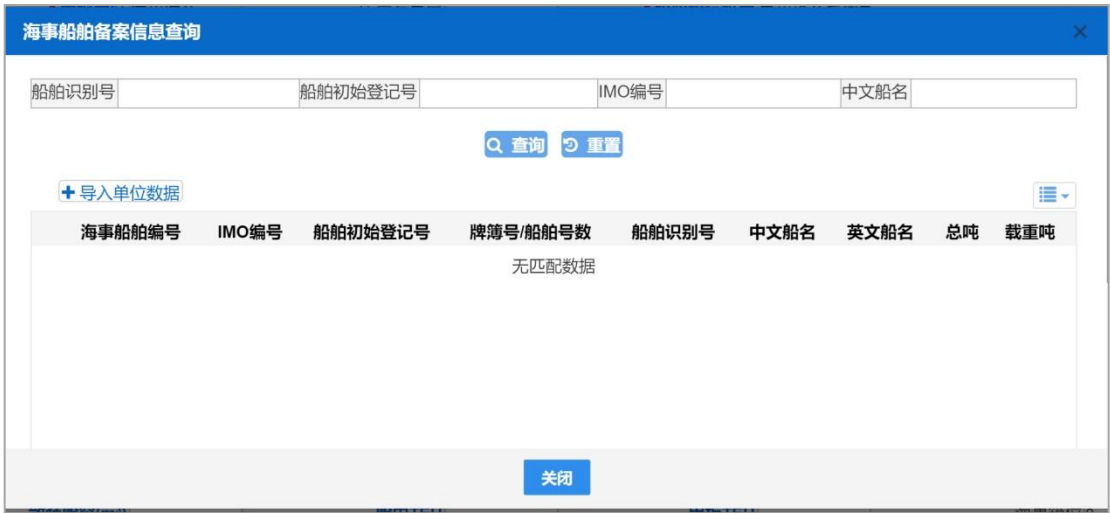 海事船舶备案信息查询
船舶识别号 船舶初始登记号 IMO编号 中文船名
查询 重置
导入单位数据
海事船舶编号 IMO编号 船舶初始登记号 牌簿号/船舶号数 船舶识别号 中文船名 英文船名 总吨 载重吨
无匹配数据
关闭